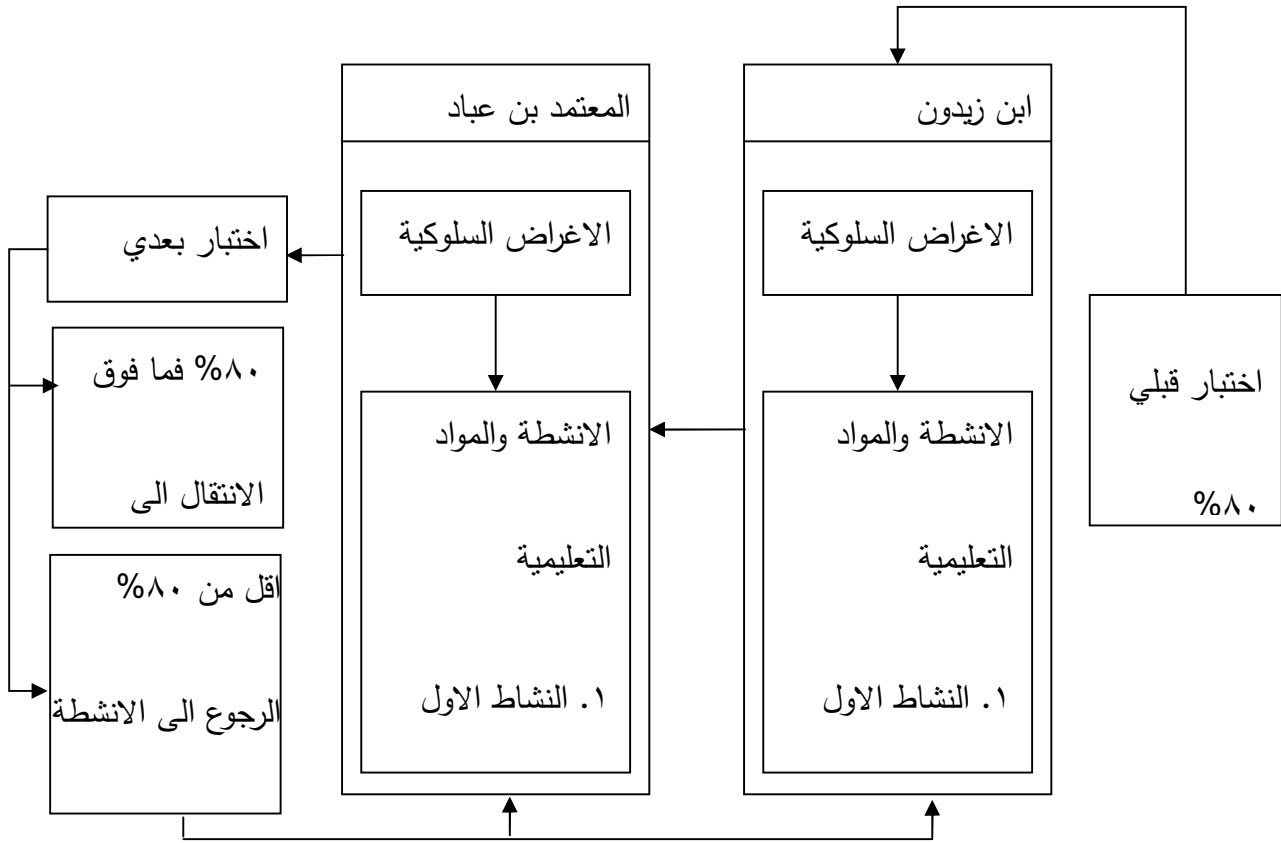 اختبار قبلي
٨٠%
ابن زيدون
الاغراض السلوكية
الانشطة والمواد
التعليمية
١. النشاط الاول
المعتمد بن عباد
الاغراض السلوكية
الانشطة والمواد
التعليمية
١. النشاط الاول
اختبار بعدي
٨٠% فما فوق
الانتقال الى
اقل من ٨٠%
الرجوع الى الانشطة